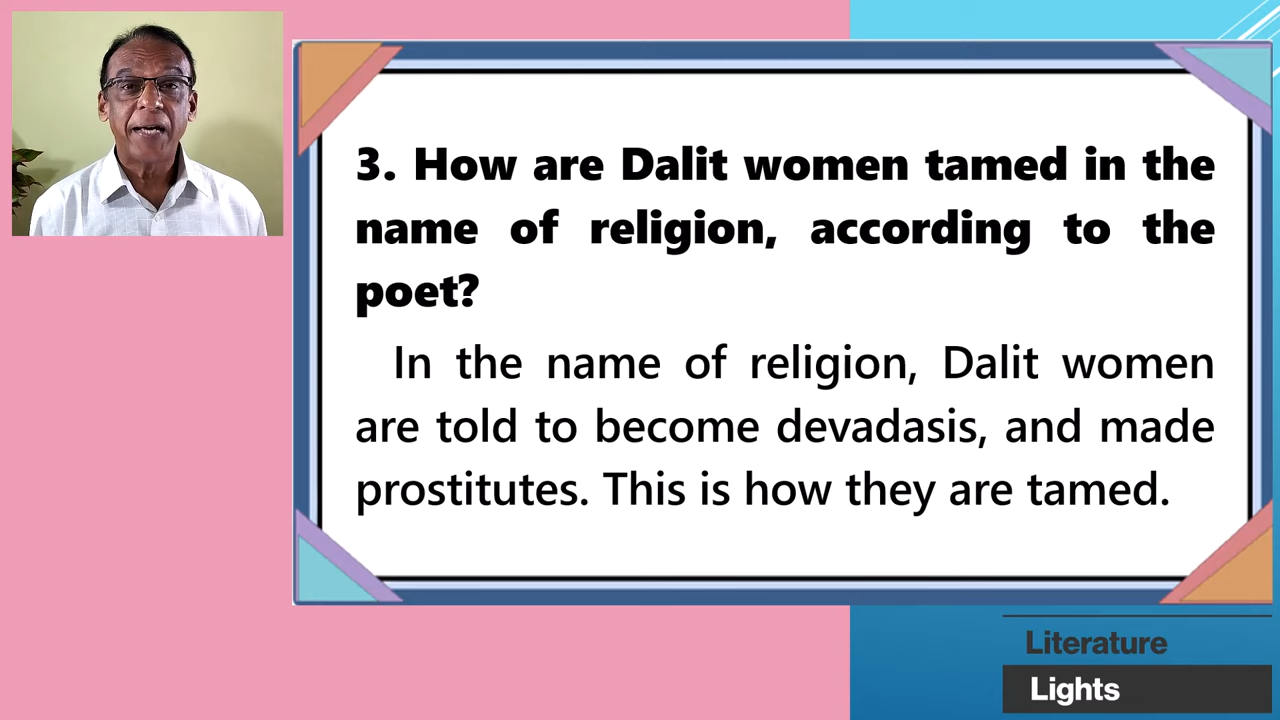 3. How are Dalit women tamed in the
name of religion, according to the
poet?
In the name of religion, Dalit women
are told to become devadasis, and made
prostitutes. This is how they are tamed.
Literature
Lights